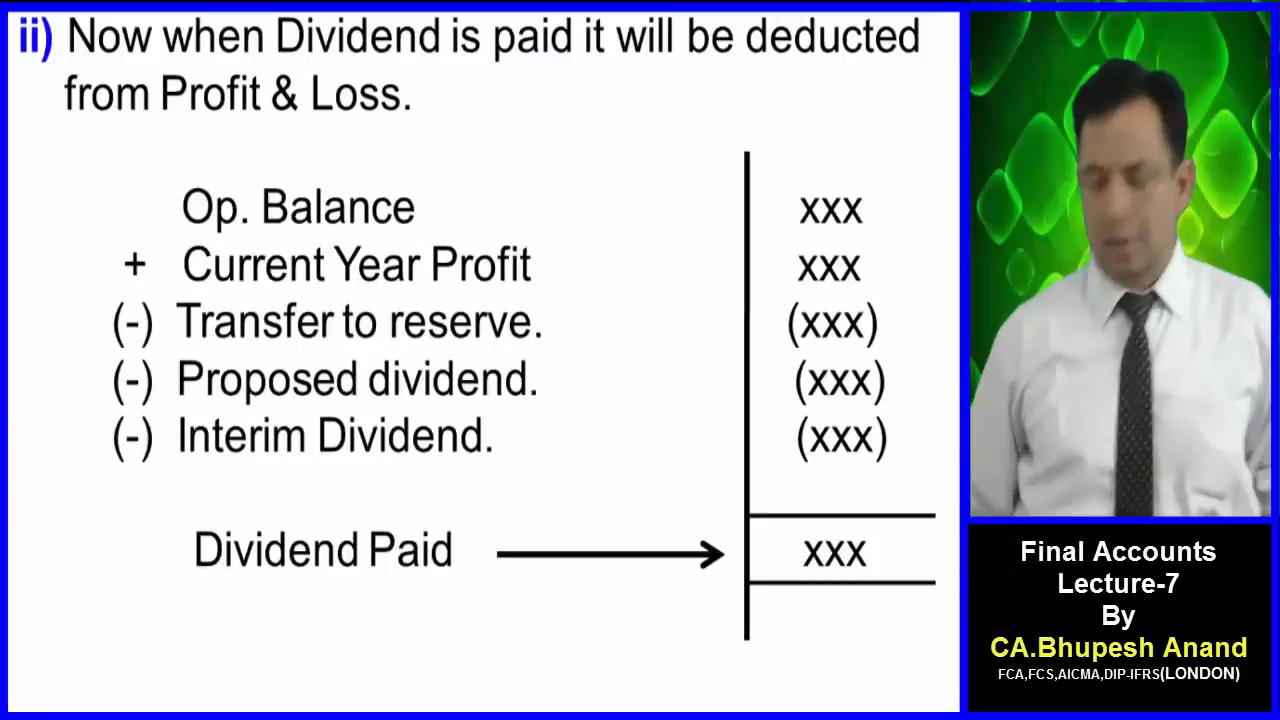 ii) Now when Dividend is paid it will be deducted
from Profit & Loss.
Op. Balance xxx
+ Current Year Profit xxx
(-) Transfer to reserve. (xxx)
(-) Proposed dividend. (xxx)
(-) Interim Dividend. (xxx)
Dividend Paid xxx
Final Accounts
Lecture-7
By
CA.Bhupesh Anand
FCA,FCS,AICMA,DIP-IFRS(LONDON)